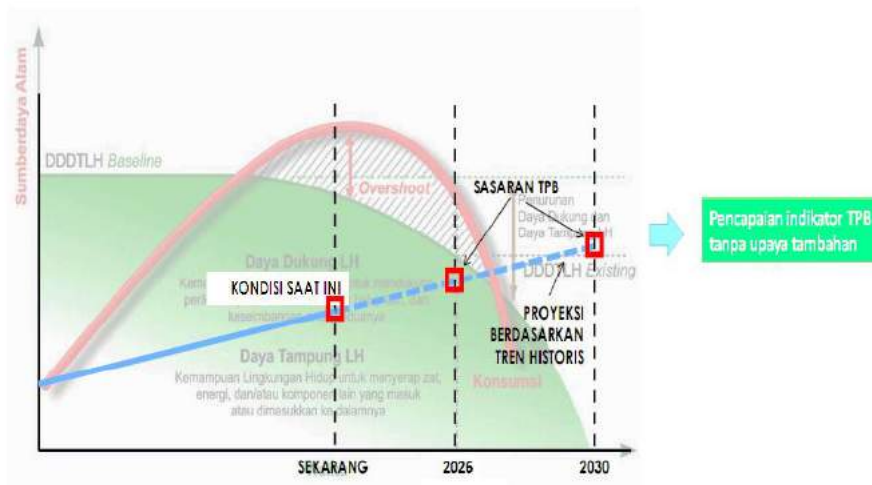 Sumberdaya Alam
DDDTLH Baseline
Overshoot
SASARAN TPB
Penurunan
Daya Dukung dan
Daya Tampung LH
Pencapaian indikator TPB
tanpa upaya tambahan
Daya Dukung LH
KONDISI SAAT INI
DDDTLH Existing
PROYEKSI
BERDASARKAN
TREN HISTORIS
Daya Tampung LH
Kemampuan Lingkungan Hidup untuk menyerap zat,
energi, dan/atau komponen lain yang masuk
atau dimasukkan ke dalamnya
Konsumsi
SEKARANG
2026
2030